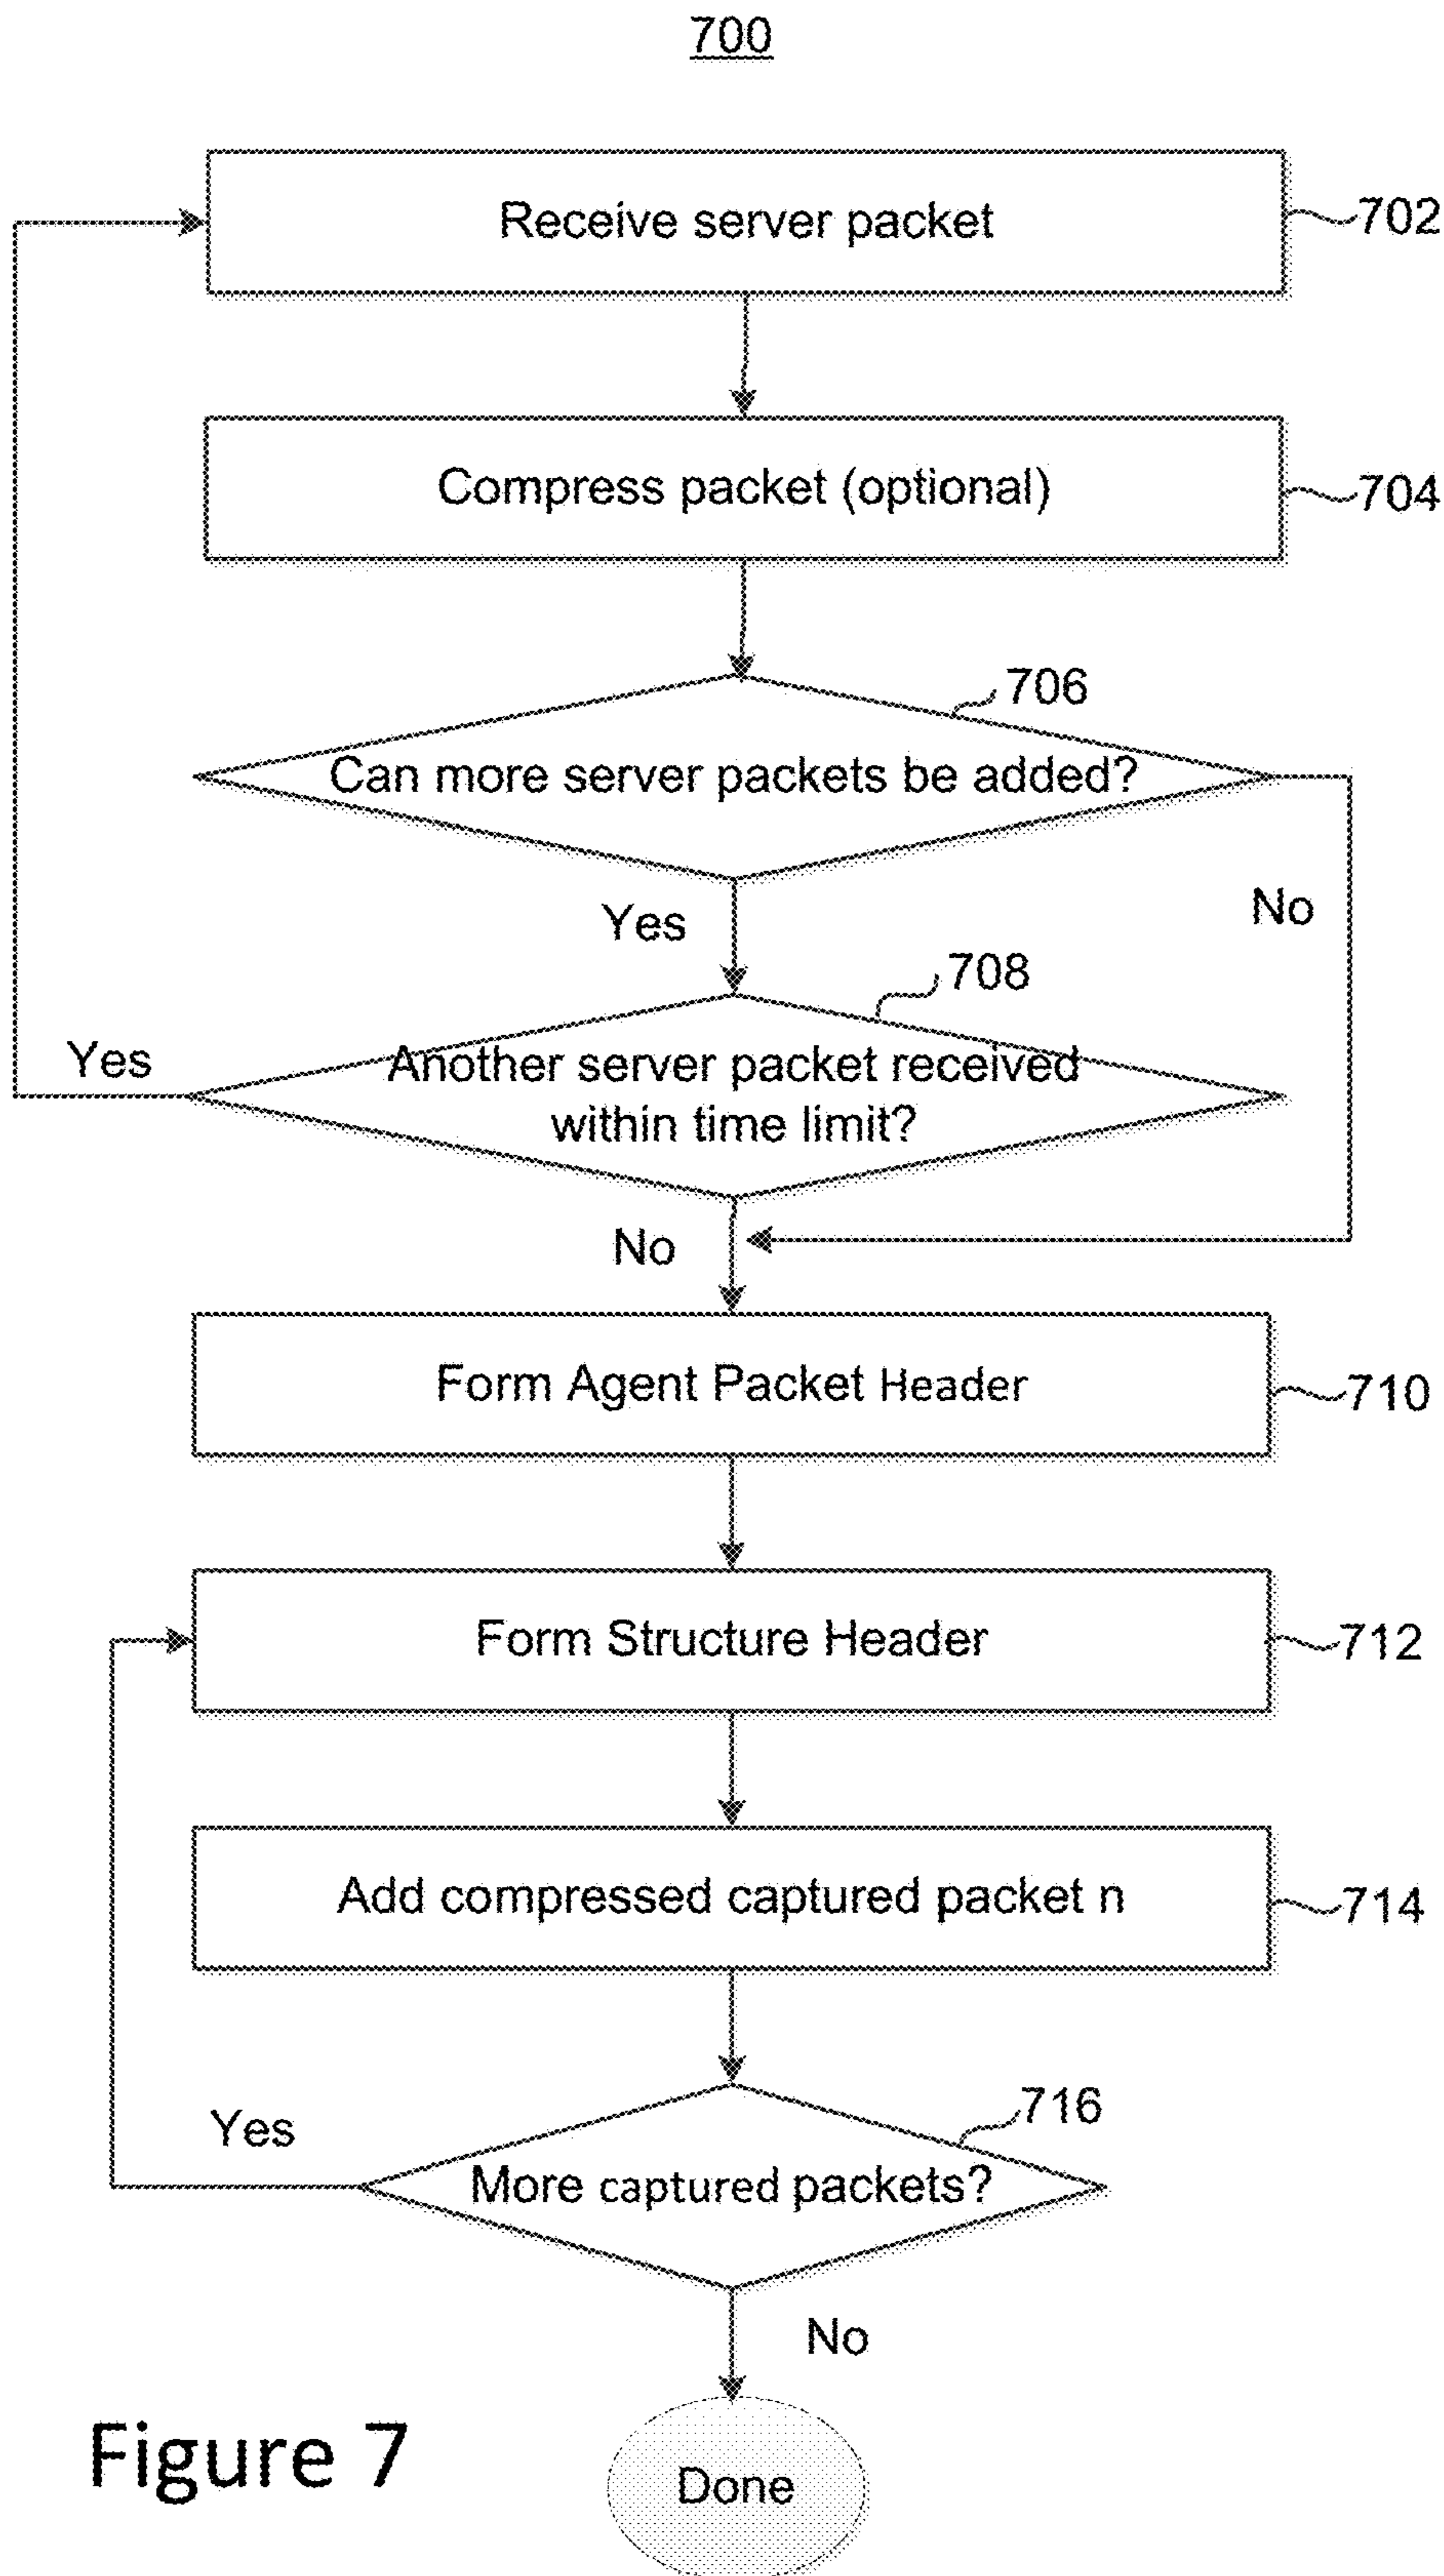 700
Receive server packet
702
Compress packet (optional)
704
706
Can more server packets be added?
Yes
No
708
Yes
Another server packet received
within time limit?
No
Form Agent Packet Header
710
Form Structure Header
712
Add compressed captured packet n
714
716
Yes
More captured packets?
No
Figure 7
Done